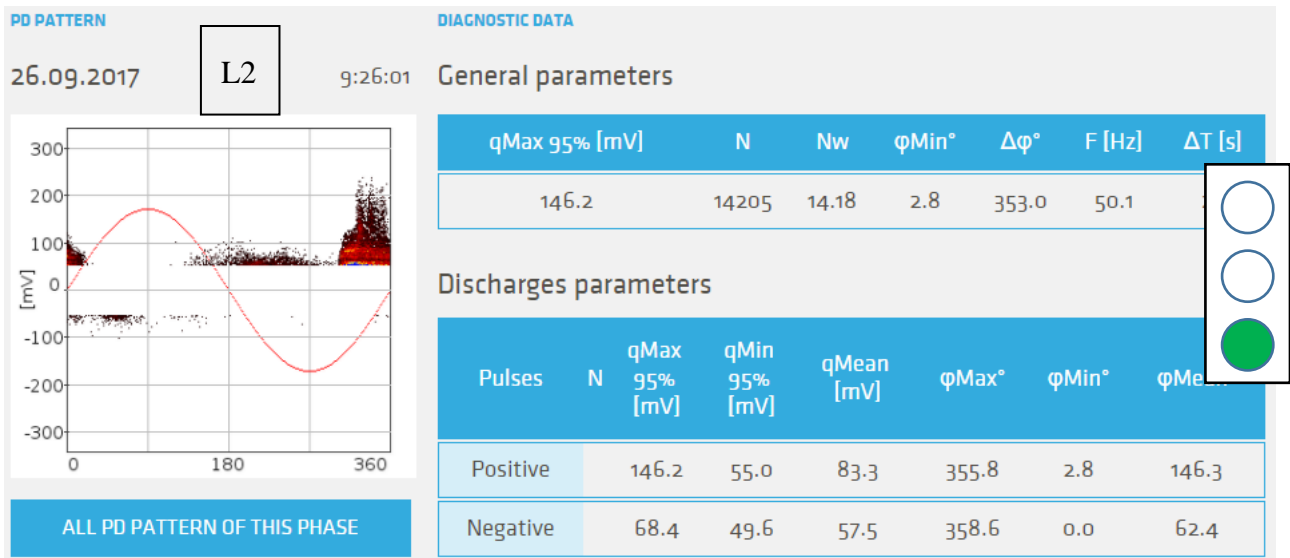 PD PATTERN
26.09.2017 L2 9:26:01
300
200
100
0
-100
-200
-300
[mV]
0 180 360
ALL PD PATTERN OF THIS PHASE
DIAGNOSTIC DATA
General parameters
qMax 95% [mV] N Nw φMin° Δφ° F [Hz] ΔT [s]
146.2 14205 14.18 2.8 353.0 50.1
Discharges parameters
Pulses N qMax 95% [mV] qMin 95% [mV] qMean [mV] φMax° φMin°
Positive 146.2 55.0 83.3 355.8 2.8 146.3
Negative 68.4 49.6 57.5 358.6 0.0 62.4